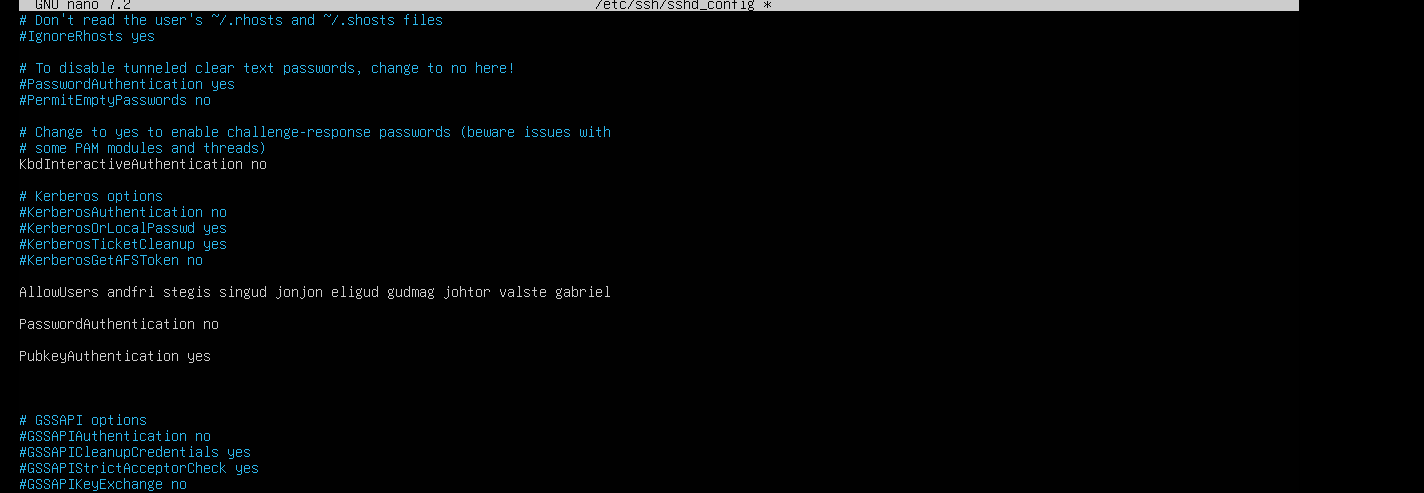 GNU nano 7.2 /etc/ssh/sshd_config *
# Don't read the user's ~/.rhosts and ~/.shosts files
#IgnoreRhosts yes
# To disable tunneled clear text passwords, change to no here!
#PasswordAuthentication yes
#PermitEmptyPasswords no
# Change to yes to enable challenge-response passwords (beware issues with
# some PAM modules and threads)
KbdInteractiveAuthentication no
# Kerberos options
#KerberosAuthentication no
#KerberosOrLocalPasswd yes
#KerberosTicketCleanup yes
#KerberosGetAFSToken no
AllowUsers andfri stegis singud jonjon eligud gudmag johtor valste gabriel
PasswordAuthentication no
PubkeyAuthentication yes
# GSSAPI options
#GSSAPIAuthentication no
#GSSAPICleanupCredentials yes
#GSSAPIStrictAcceptorCheck yes
#GSSAPIKeyExchange no